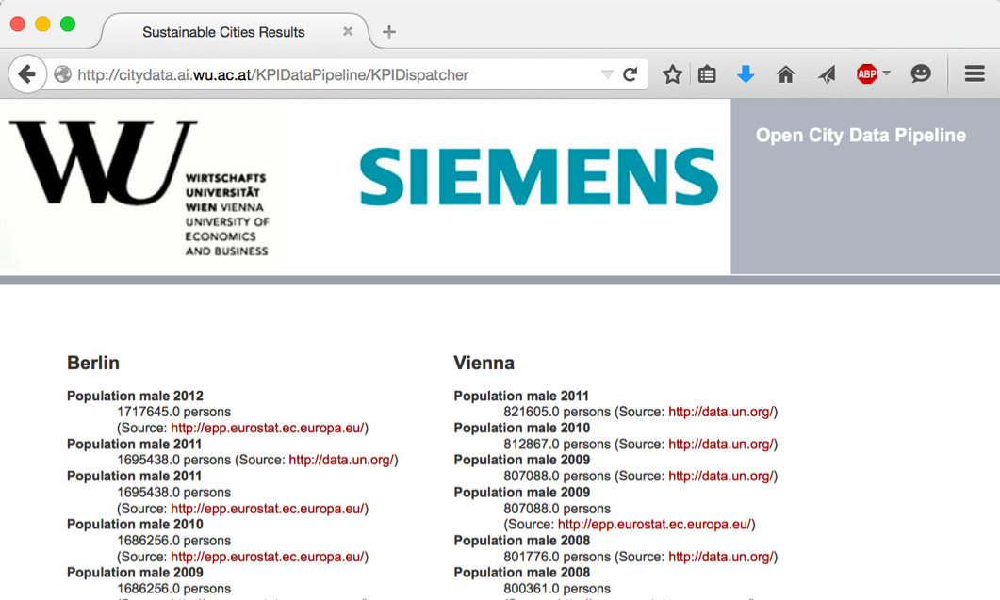 Sustainable Cities Results
http://citydata.ai.wu.ac.at/KPIDataPipeline/KPIDispatcher
ABP
WU
WIRTSCHAFTS
UNIVERSITÄT
WIEN VIENNA
UNIVERSITY OF
ECONOMICS
AND BUSINESS
SIEMENS
Open City Data Pipeline
Berlin
Population male 2012
1717645.0 persons
(Source: http://epp.eurostat.ec.europa.eu/)
Population male 2011
1695438.0 persons (Source: http://data.un.org/)
Population male 2011
1695438.0 persons
(Source: http://epp.eurostat.ec.europa.eu/)
Population male 2010
1686256.0 persons
(Source: http://epp.eurostat.ec.europa.eu/)
Population male 2009
1686256.0 persons
Vienna
Population male 2011
821605.0 persons (Source: http://data.un.org/)
Population male 2010
812867.0 persons (Source: http://data.un.org/)
Population male 2009
807088.0 persons (Source: http://data.un.org/)
Population male 2009
807088.0 persons
(Source: http://epp.eurostat.ec.europa.eu/)
Population male 2008
801776.0 persons (Source: http://data.un.org/)
Population male 2008
800361.0 persons